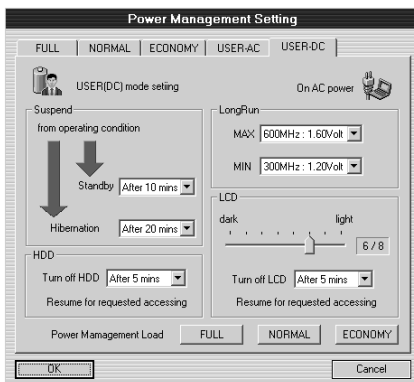 Power Management Setting
FULL NORMAL ECONOMY USER-AC USER-DC
USER(DC) mode setiing
On AC power
Suspend
from operating condition
Standby After 10 mins
Hibernation After 20 mins
LongRun
MAX 600MHz : 1.60Volt
MIN 300MHz : 1.20Volt
LCD
dark light
6 / 8
Turn off LCD After 5 mins
Resume for requested accessing
HDD
Turn off HDD After 5 mins
Resume for requested accessing
Power Mamagement Load FULL NORMAL ECONOMY
OK Cancel